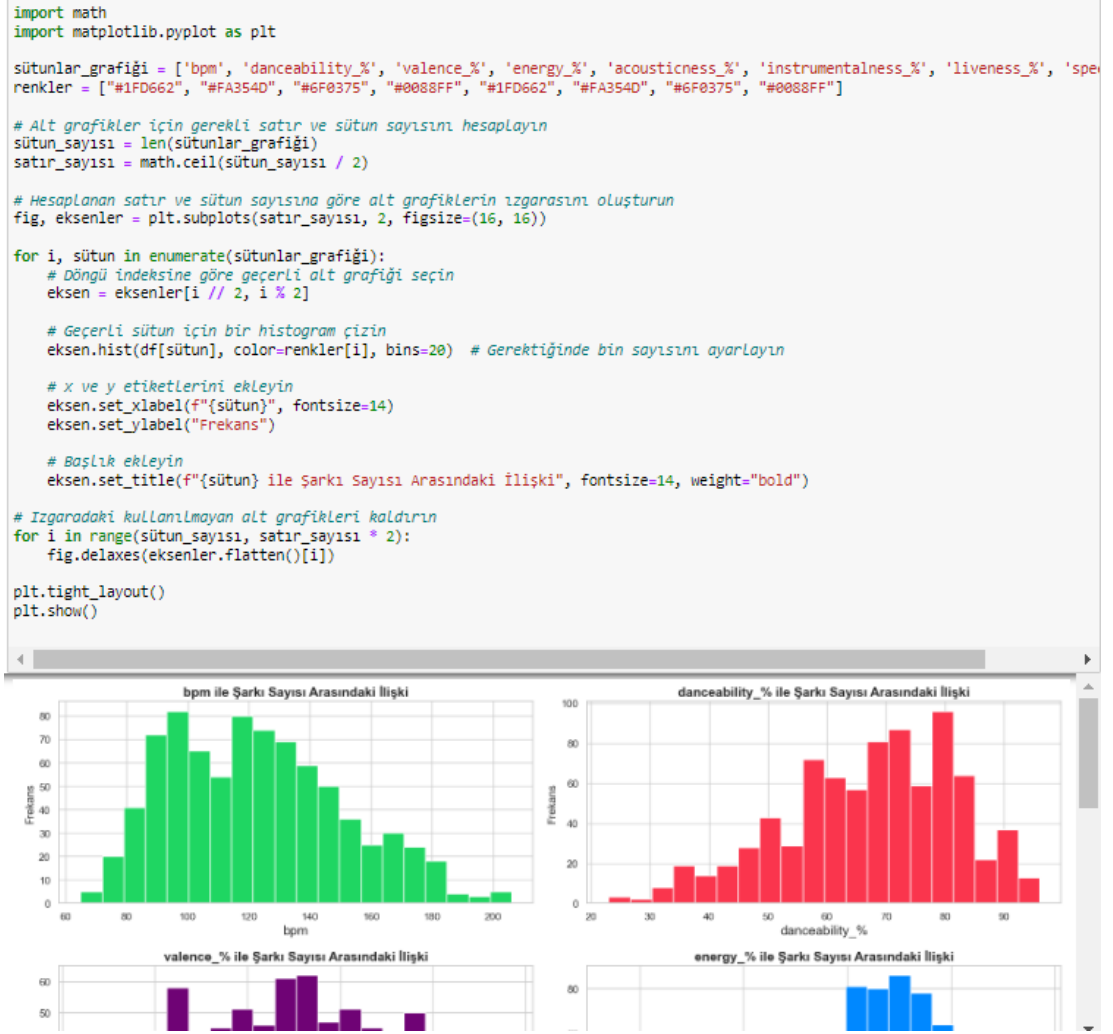 import math
import matplotlib.pyplot as plt
sütunlar_grafiği = ['bpm', 'danceability_%', 'valence_%', 'energy_%', 'acousticness_%', 'instrumentalness_%', 'liveness_%', 'spe
renkler = ["#1FD662", "#FA354D", "#6F0375", "#0088FF", "#1FD662", "#FA354D", "#6F0375", "#0088FF"]
# Alt grafikler için gerekli satır ve sütun sayısını hesaplayın
sütun_sayısı = len(sütunlar_grafiği)
satır_sayısı = math.ceil(sütun_sayısı / 2)
# Hesaplanan satır ve sütun sayısına göre alt grafiklerin ızgarasını oluşturun
fig, eksenler = plt.subplots(satır_sayısı, 2, figsize=(16, 16))
for i, sütun in enumerate(sütunlar_grafiği):
# Döngü indeksine göre geçerli alt grafiği seçin
eksen = eksenler[i // 2, i % 2]
# Geçerli sütun için bir histogram çizin
eksen.hist(df[sütun], color=renkler[i], bins=20)  # Gerektiğinde bin sayısını ayarlayın
# x ve y etiketlerini ekleyin
eksen.set_xlabel(f"{sütun}", fontsize=14)
eksen.set_ylabel("Frekans")
# Başlık ekleyin
eksen.set_title(f"{sütun} ile Şarkı Sayısı Arasındaki İlişki", fontsize=14, weight="bold")
# Izgaradaki kullanılmayan alt grafikleri kaldırın
for i in range(sütun_sayısı, satır_sayısı * 2):
fig.delaxes(eksenler.flatten()[i])
plt.tight_layout()
plt.show()
bpm ile Şarkı Sayısı Arasındaki İlişki
80
70
60
50
40
30
20
10
0
Frekans
60 80 100 120 140 160 180 200
bpm
danceability_% ile Şarkı Sayısı Arasındaki İlişki
100
80
60
40
20
0
Frekans
20 30 40 50 60 70 80 90
danceability_%
valence_% ile Şarkı Sayısı Arasındaki İlişki
60
50
energy_% ile Şarkı Sayısı Arasındaki İlişki
80